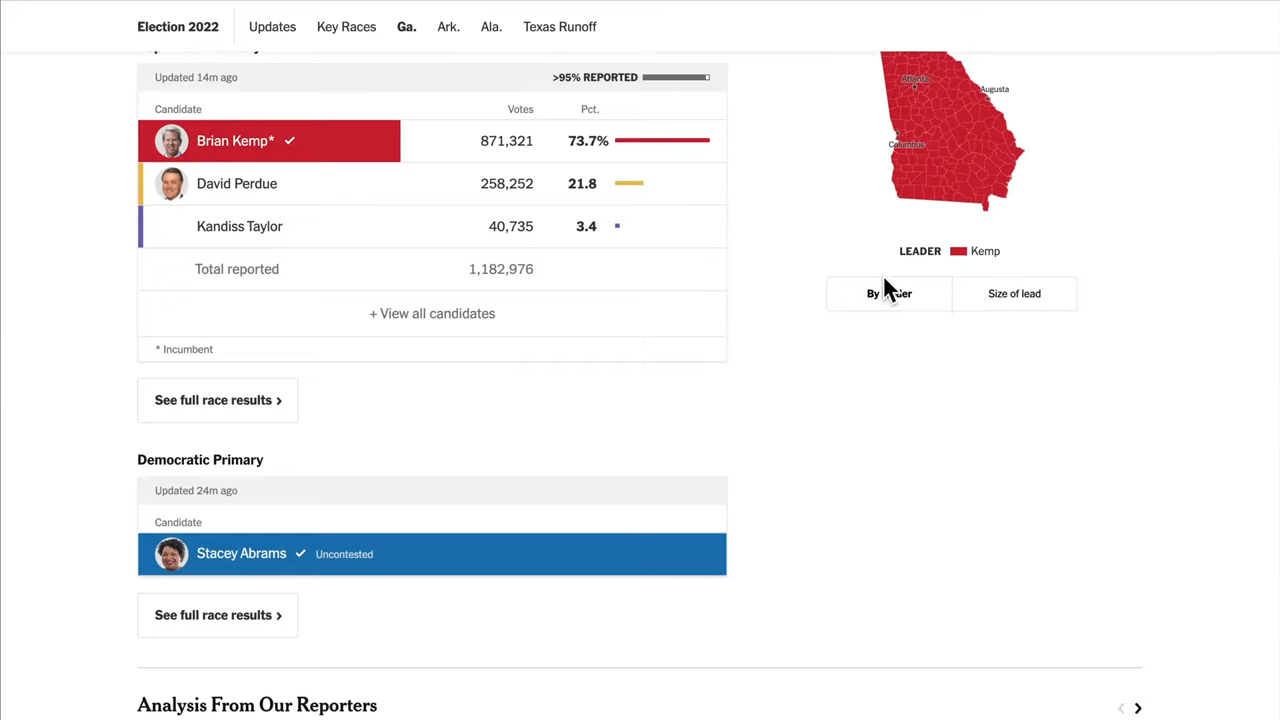 Election 2022 Updates Key Races Ga. Ark. Ala. Texas Runoff
Updated 14m ago >95% REPORTED
Candidate Votes Pct.
Brian Kemp* 871,321 73.7%
David Perdue 258,252 21.8
Kandiss Taylor 40,735 3.4
Total reported 1,182,976
+ View all candidates
* Incumbent
See full race results ›
Atlanta
Augusta
Columbus
LEADER Kemp
By Size of lead
Democratic Primary
Updated 24m ago
Candidate
Stacey Abrams Uncontested
See full race results ›
Analysis From Our Reporters